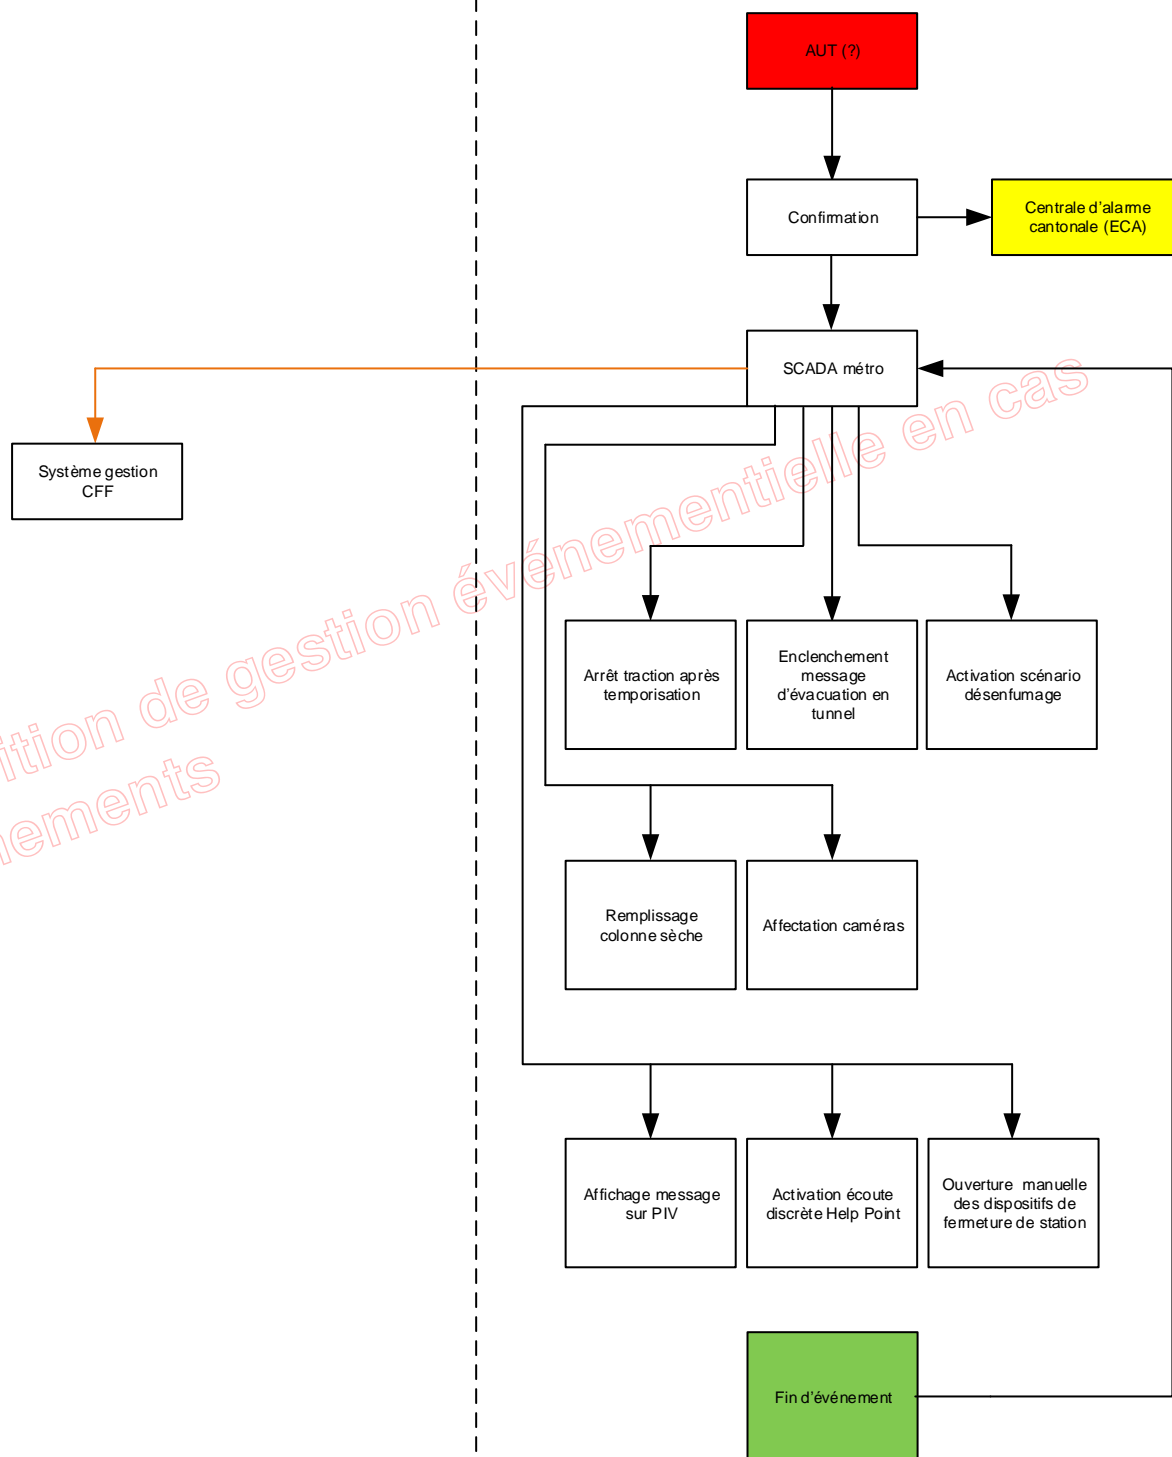 AUT (?)
Confirmation
Centrale d'alarme
cantonale (ECA)
SCADA métro
Système gestion
CFF
Arrêt traction après
temporisation
Enclenchement
message
d'évacuation en
tunnel
Activation scénario
désenfumage
Remplissage
colonne sèche
Affectation caméras
Affichage message
sur PIV
Activation écoute
discrète Help Point
Ouverture manuelle
des dispositifs de
fermeture de station
Fin d'événement
de gestion événementielle en cas